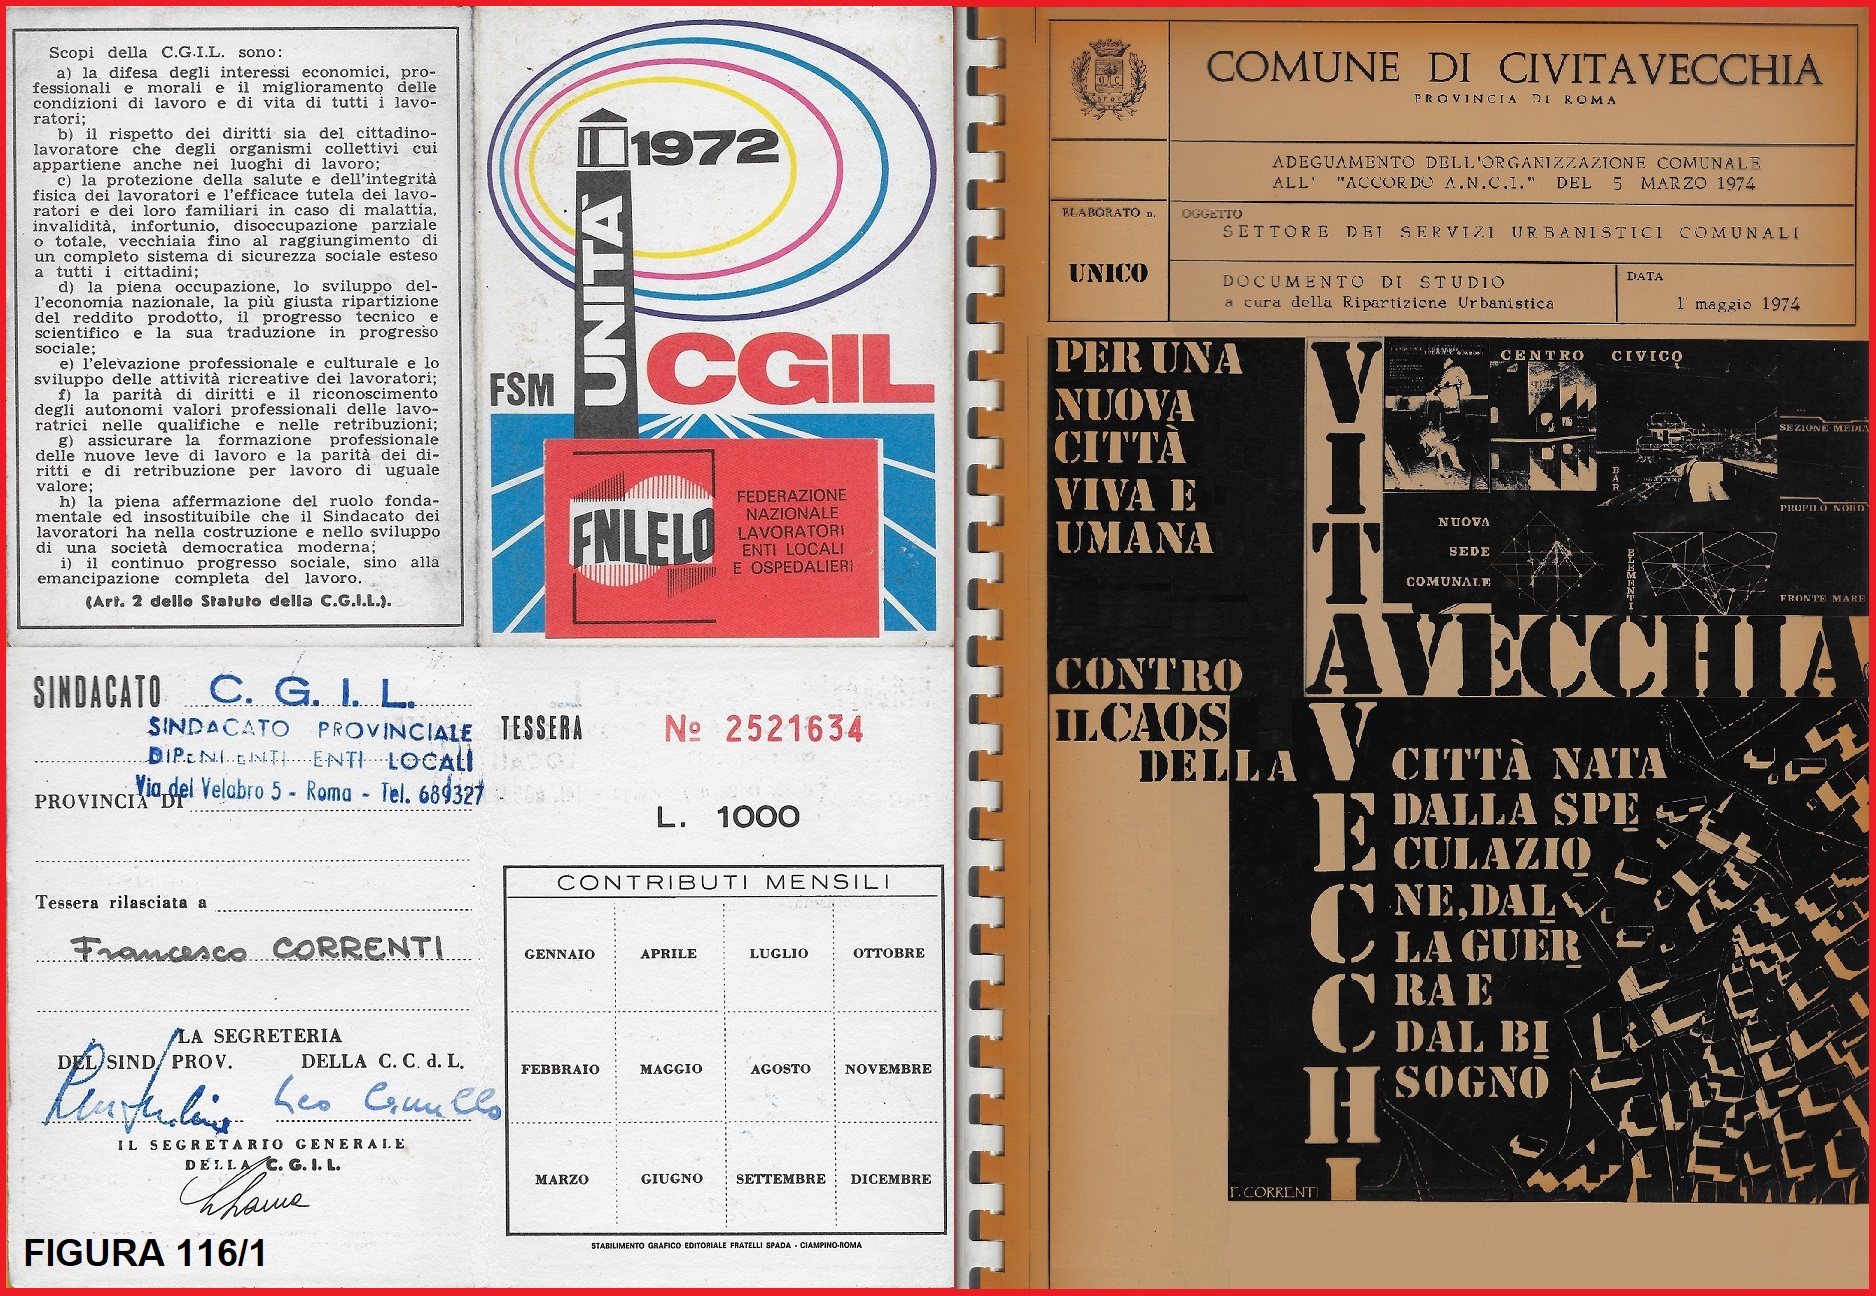 Scopi della C.G.I.L. sono:
a) la difesa degli interessi economici, pro-
fessionali e morali e il miglioramento delle
condizioni di lavoro e di vita di tutti i lavo-
ratori;
b) il rispetto dei diritti sia del cittadino-
lavoratore che degli organismi collettivi cui
appartiene anche nei luoghi di lavoro;
c) la protezione della salute e dell'integrità
fisica dei lavoratori e l'efficace tutela dei lavo-
ratori e dei loro familiari in caso di malattia,
invalidità, infortunio, disoccupazione parziale
o totale, vecchiaia fino al raggiungimento di
un completo sistema di sicurezza sociale esteso
a tutti i cittadini;
d) la piena occupazione, lo sviluppo del-
l'economia nazionale, la più giusta ripartizione
del reddito prodotto, il progresso tecnico e
scientifico e la sua traduzione in progresso
sociale;
e) l'elevazione professionale e culturale e lo
sviluppo delle attività ricreative dei lavoratori;
f) la parità di diritti e il riconoscimento
degli autonomi valori professionali delle lavo-
ratrici nelle qualifiche e nelle retribuzioni;
g) assicurare la formazione professionale
delle nuove leve di lavoro e la parità dei di-
ritti e di retribuzione per lavoro di uguale
valore;
h) la piena affermazione del ruolo fonda-
mentale ed insostituibile che il Sindacato dei
lavoratori ha nella costruzione e nello sviluppo
di una società democratica moderna;
i) il continuo progresso sociale, sino alla
emancipazione completa del lavoro.
(Art. 2 dello Statuto della C.G.I.L.).
1972
UNITÀ
FSM
CGIL
FNLELO
FEDERAZIONE
NAZIONALE
LAVORATORI
ENTI LOCALI
E OSPEDALIERI
SINDACATO C. G. I. L.
SINDACATO PROVINCIALE
DIPENDENTI ENTI LOCALI
Via del Velabro 5 - Roma - Tel. 689327
PROVINCIA DI
Tessera rilasciata a
Francesco CORRENTI
LA SEGRETERIA
DEL SIND. PROV. DELLA C. C. d. L.
IL SEGRETARIO GENERALE
DELLA C. G. I. L.
TESSERA Nº 2521634
L. 1000
CONTRIBUTI MENSILI
GENNAIO APRILE LUGLIO OTTOBRE
FEBBRAIO MAGGIO AGOSTO NOVEMBRE
MARZO GIUGNO SETTEMBRE DICEMBRE
STABILIMENTO GRAFICO EDITORIALE FRATELLI SPADA - CIAMPINO-ROMA
FIGURA 116/1
COMUNE DI CIVITAVECCHIA
PROVINCIA DI ROMA
ADEGUAMENTO DELL'ORGANIZZAZIONE COMUNALE
ALL' "ACCORDO A.N.C.I." DEL 5 MARZO 1974
ELABORATO n.
UNICO
OGGETTO
SETTORE DEI SERVIZI URBANISTICI COMUNALI
DOCUMENTO DI STUDIO
a cura della Ripartizione Urbanistica
DATA
1° maggio 1974
PER UNA
NUOVA
CITTÀ
VIVA E
UMANA
VITAVECCHIA
CENTRO CIVICO
BAR
SEZIONE MEDIA
PROFILO NORD
NUOVA
SEDE
COMUNALE
ELEMENTI
FRONTE MARE
CONTRO
IL CAOS
DELLA
VECCHI
CITTÀ NATA
DALLA SPE
CULAZIO
NE, DAL
LA GUER
RA E
DAL BI
SOGNO
F. CORRENTI